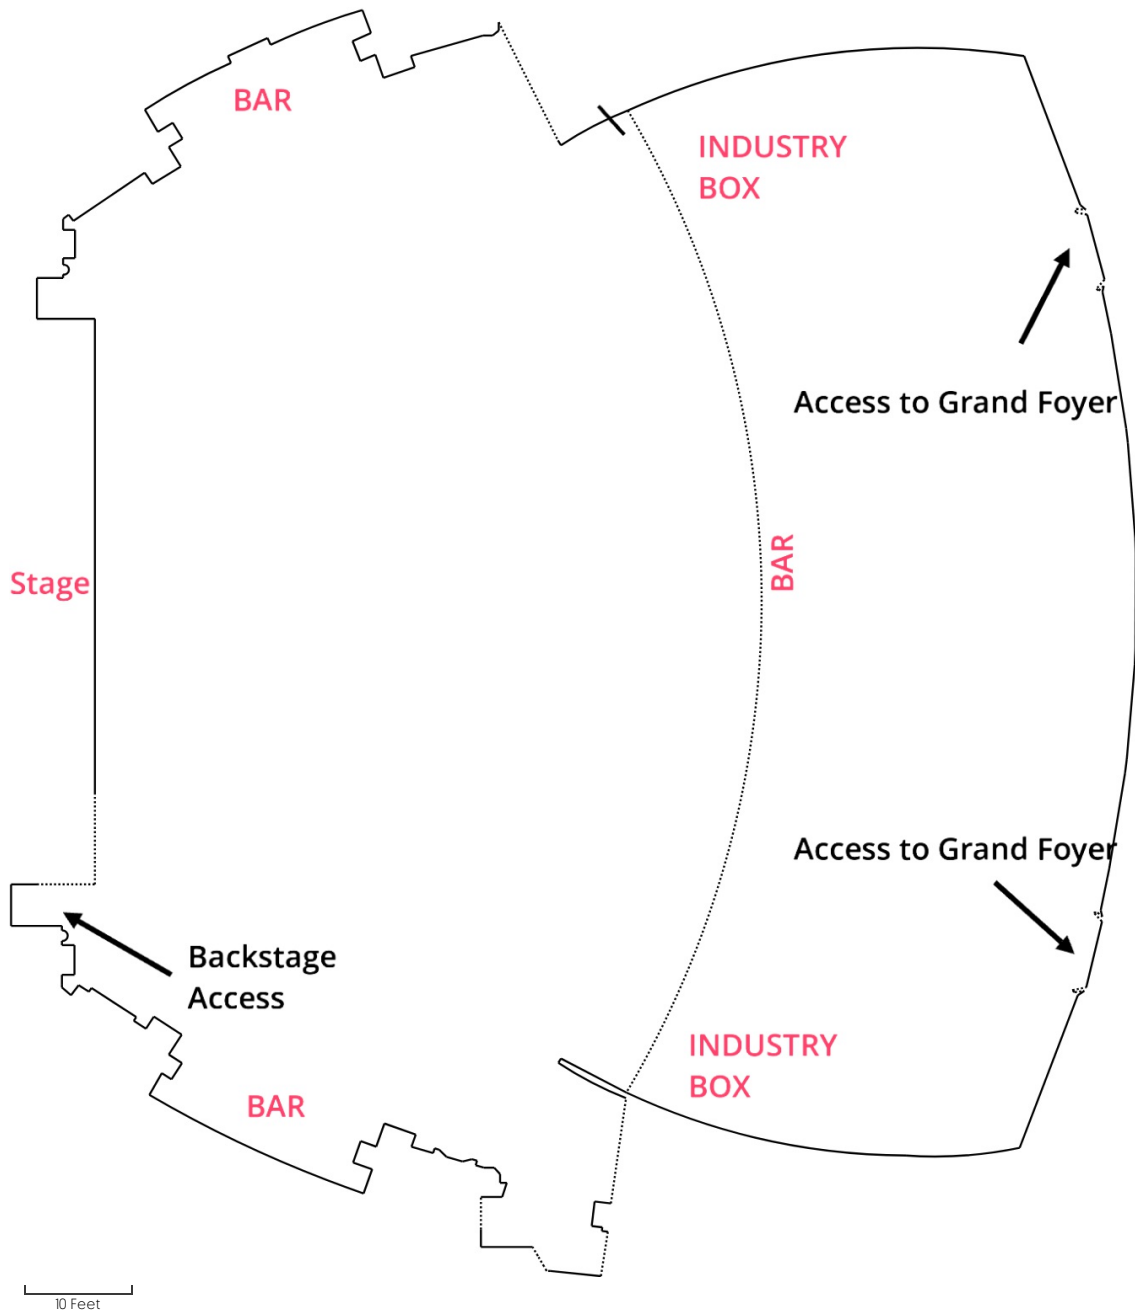 BAR
INDUSTRY
BOX
Access to Grand Foyer
BAR
Stage
Access to Grand Foyer
Backstage
Access
INDUSTRY
BOX
BAR
10 Feet